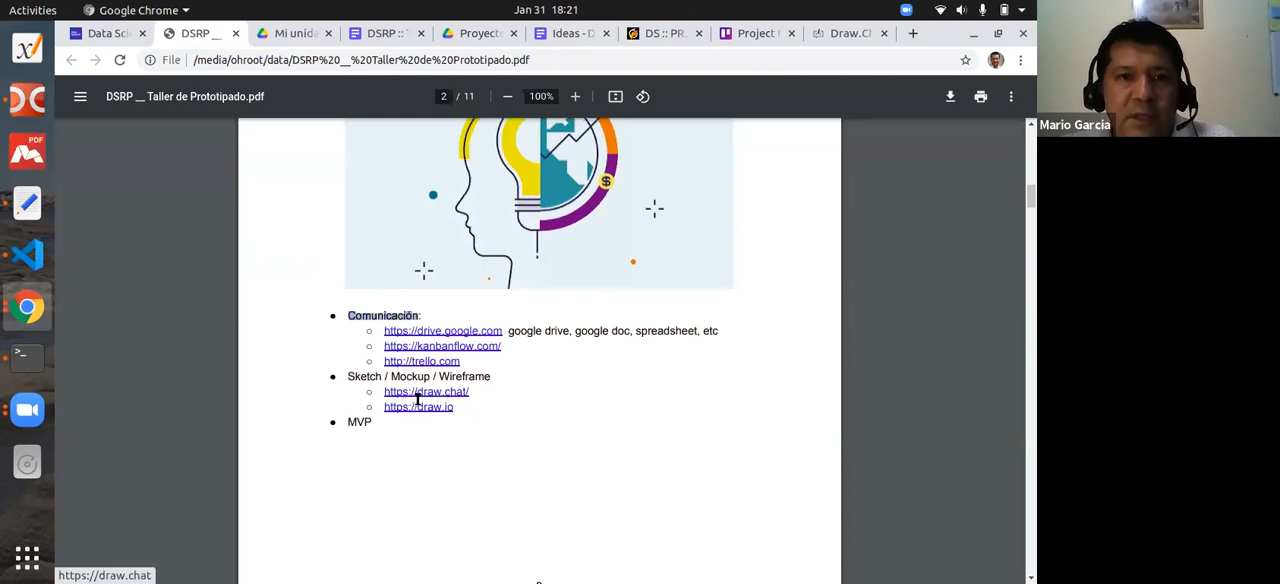 Activities
Google Chrome
Jan 31 18:21
Data Sci
DSRP _
Mi unida
DSRP ::
Proyect
Ideas - D
DS :: PR
Project
Draw.C
File
/media/ohroot/data/DSRP%20__%20Taller%20de%20Prototipado.pdf
DSRP __ Taller de Prototipado.pdf
2 / 11
100%
Mario Garcia
$
Comunicación:
https://drive.google.com google drive, google doc, spreadsheet, etc
https://kanbanflow.com/
http://trello.com
Sketch / Mockup / Wireframe
https://draw.chat/
https://draw.io
MVP
PDF
https://draw.chat